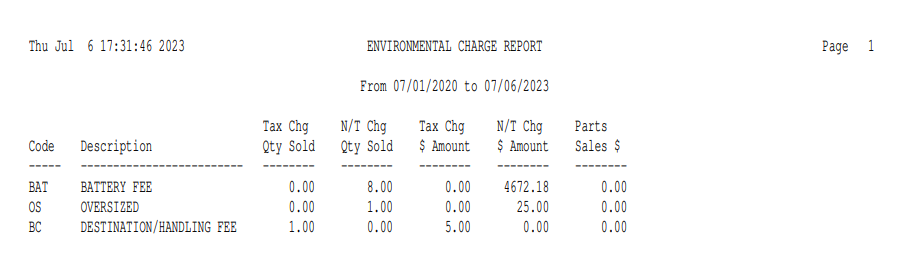 Thu Jul  6 17:31:46 2023                            ENVIRONMENTAL CHARGE REPORT                                           Page   1
From 07/01/2020 to 07/06/2023
                                    Tax Chg     N/T Chg     Tax Chg     N/T Chg     Parts
Code    Description                 Qty Sold    Qty Sold    $ Amount    $ Amount    Sales $
-----   -------------------------   --------    --------    --------    --------    --------
BAT     BATTERY FEE                     0.00        8.00        0.00     4672.18        0.00
OS      OVERSIZED                       0.00        1.00        0.00       25.00        0.00
BC      DESTINATION/HANDLING FEE        1.00        0.00        5.00        0.00        0.00